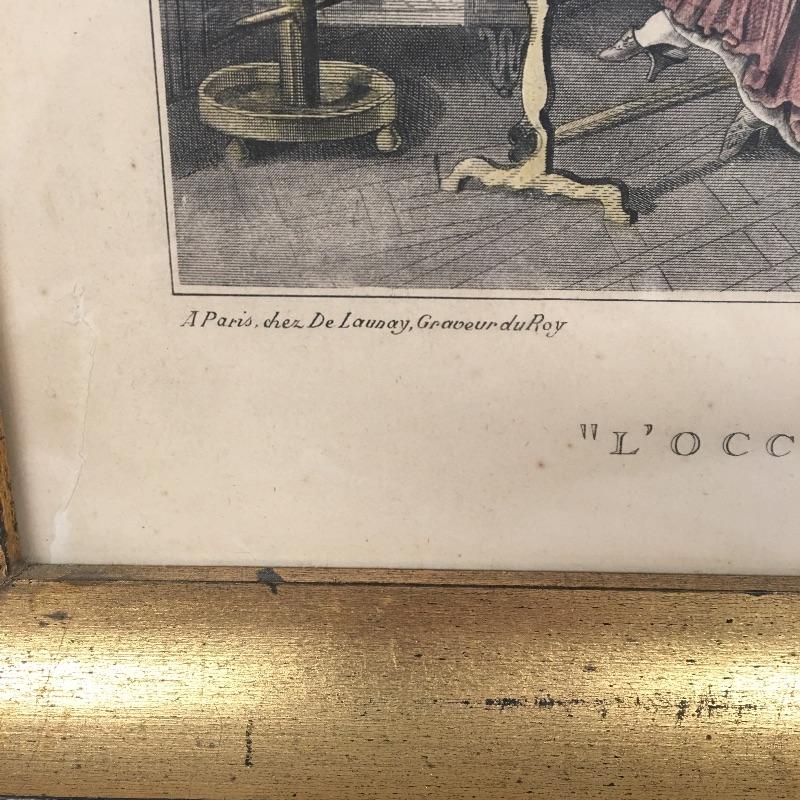 A Paris, chez De Launay, Graveur du Roy
"L'OCC